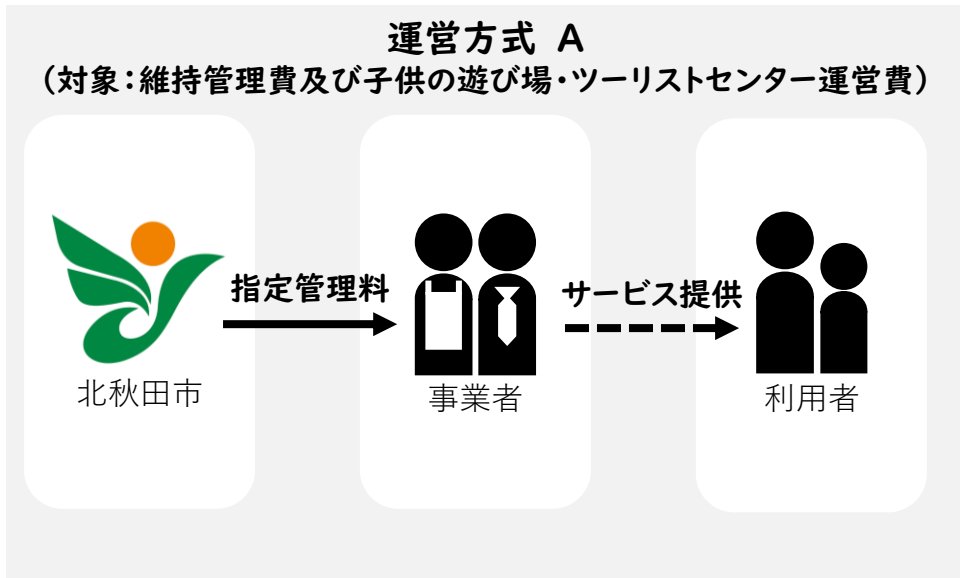 運営方式 A
(対象：維持管理費及び子供の遊び場・ツーリストセンター運営費)
指定管理料
サービス提供
北秋田市
事業者
利用者